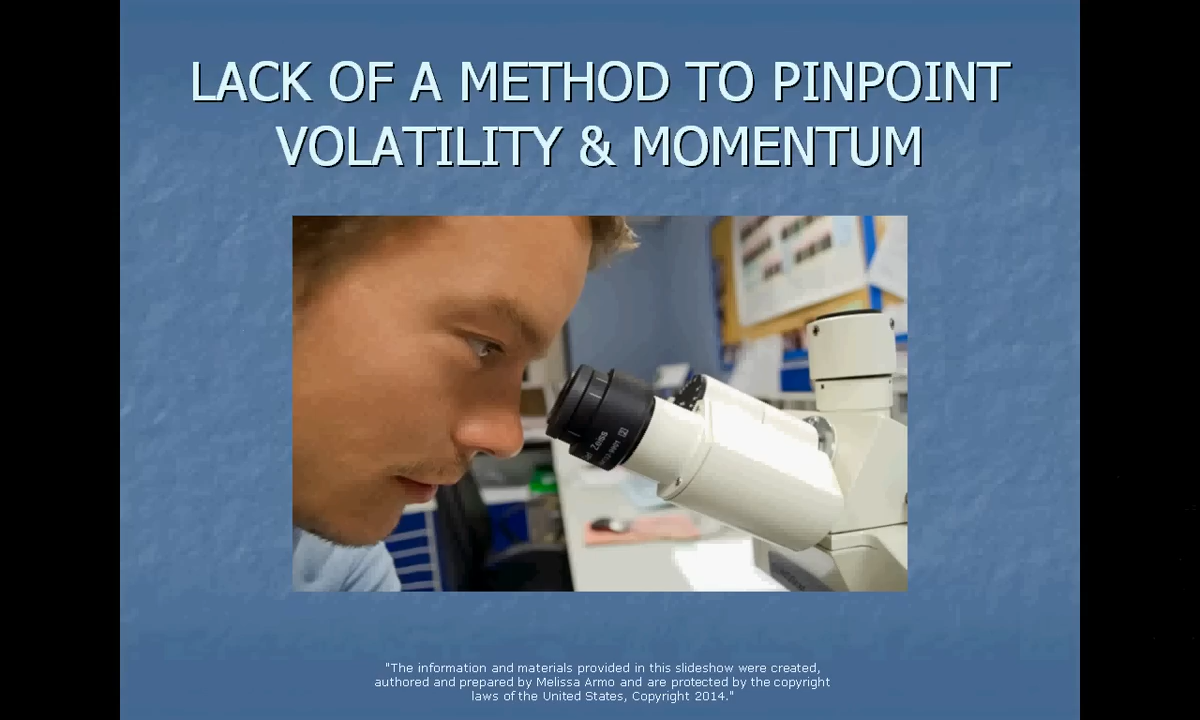 LACK OF A METHOD TO PINPOINT
VOLATILITY & MOMENTUM
Zeiss
"The information and materials provided in this slideshow were created,
authored and prepared by Melissa Armo and are protected by the copyright
laws of the United States, Copyright 2014."